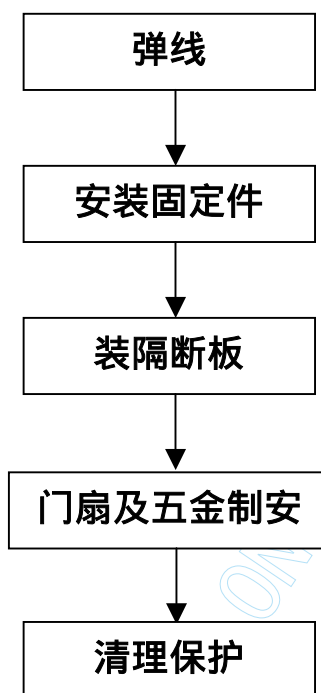 弹线
安装固定件
装隔断板
门扇及五金制安
清理保护